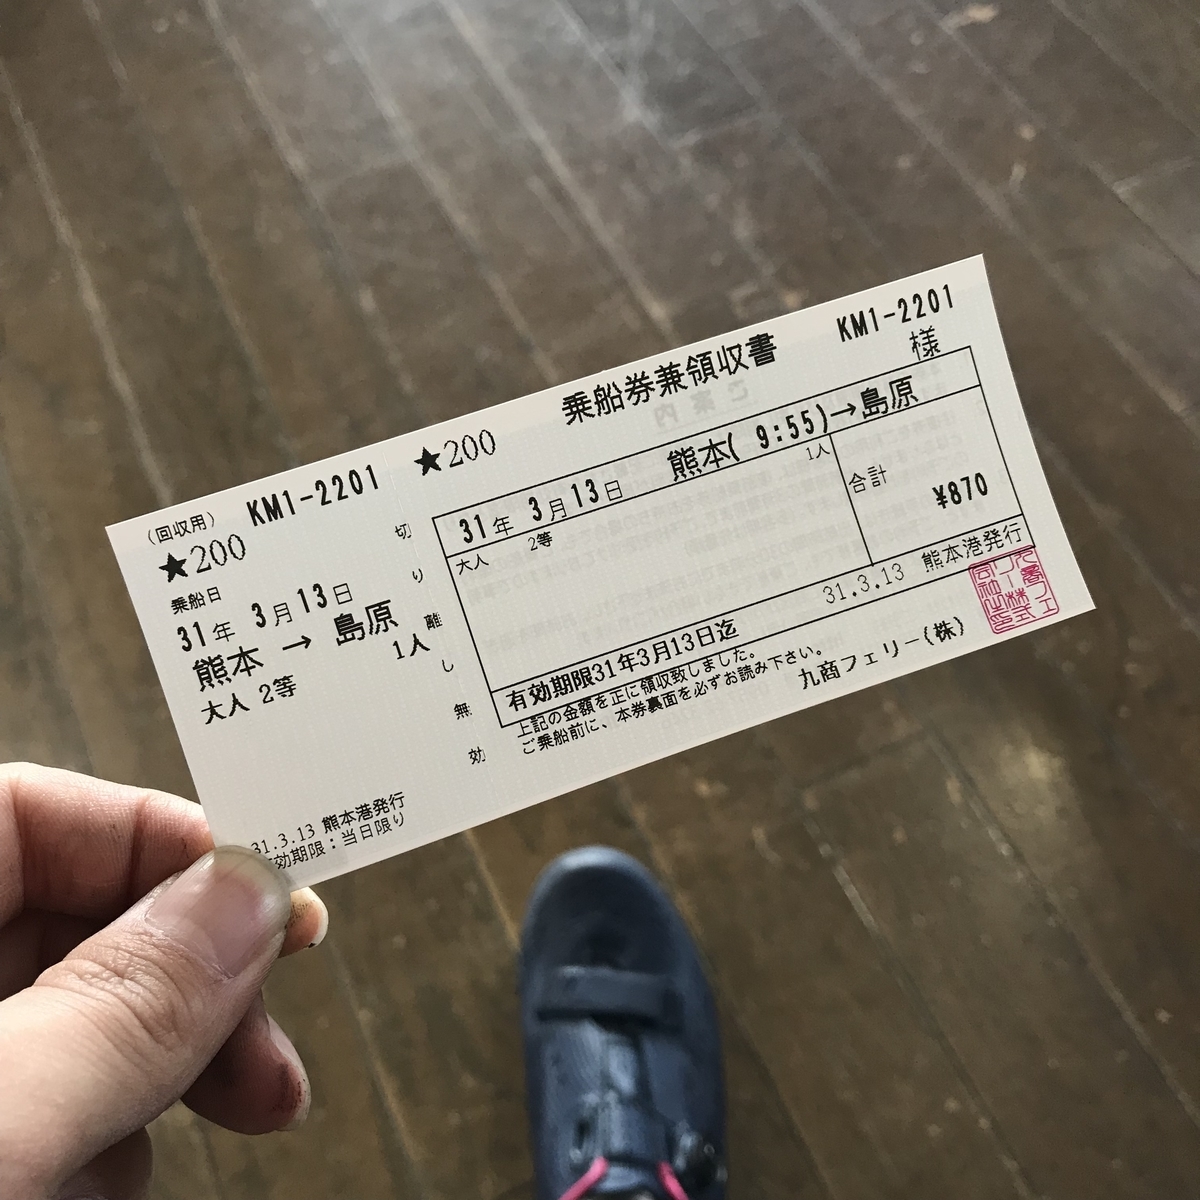 (回収用) KM1-2201
★200
乗船日
31年 3月13日
熊本 → 島原
1人
大人 2等
31.3.13 熊本港発行
効期限：当日限り
切り離し無効
★200 乗船券兼領収書 KM1-2201
様
31年 3月13日 熊本( 9:55)→島原
大人 2等 1人
合計
¥870
有効期限31年3月13日迄
31.3.13 熊本港発行
上記の金額を正に領収致しました。
ご乗船前に、本券裏面を必ずお読み下さい。
九商フェリー(株)